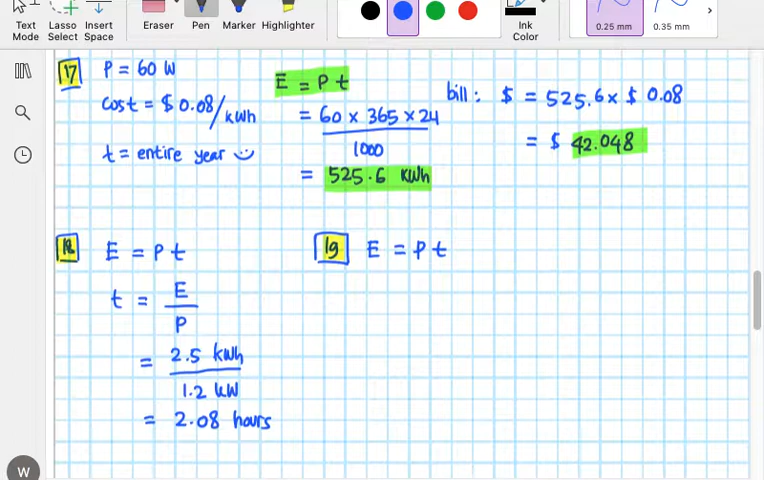 Text Mode
Lasso Select
Insert Space
Eraser
Pen
Marker
Highlighter
Ink Color
0.25 mm
0.35 mm
17
P = 60 W
cost = $ 0.08/kWh
t = entire year
E = P t
= 60 x 365 x 24
1000
= 525.6 kWh
bill: $ = 525.6 x $ 0.08
= $ 42.048
18
E = P t
t = E
P
= 2.5 kWh
1.2 kW
= 2.08 hours
19
E = P t
W